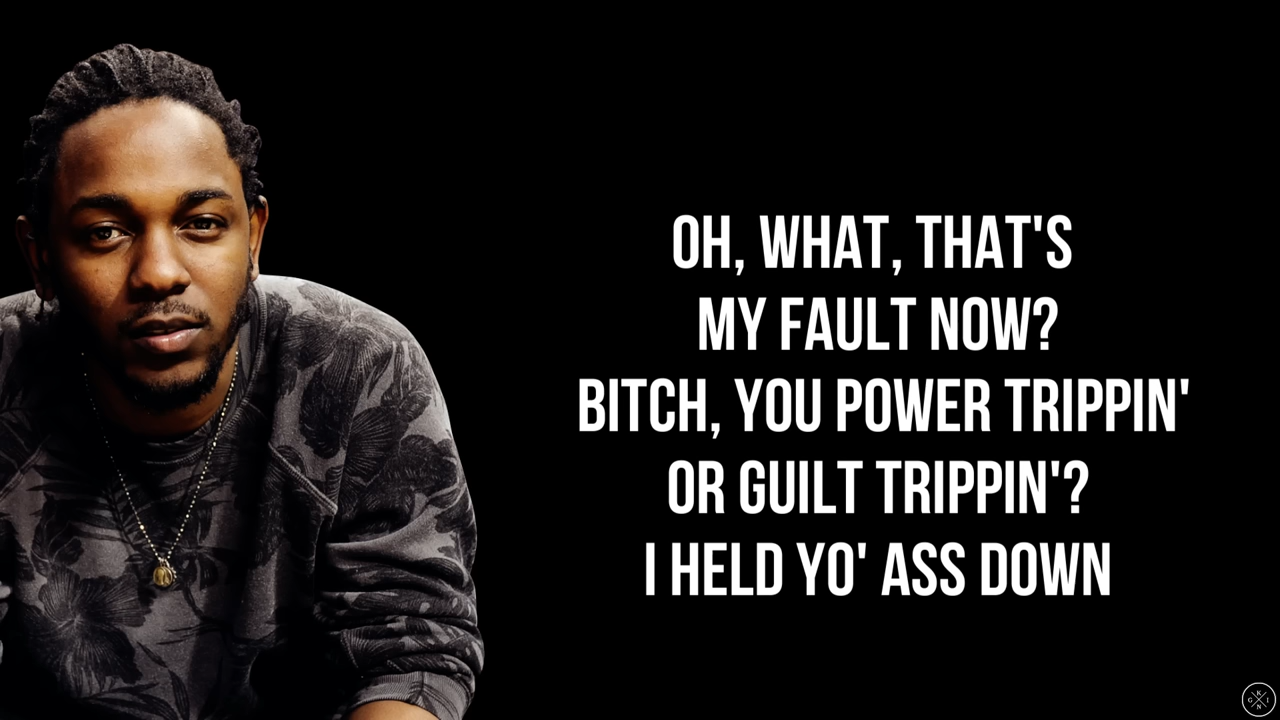 OH, WHAT, THAT'S
MY FAULT NOW?
BITCH, YOU POWER TRIPPIN'
OR GUILT TRIPPIN'?
I HELD YO' ASS DOWN
K
G I
N